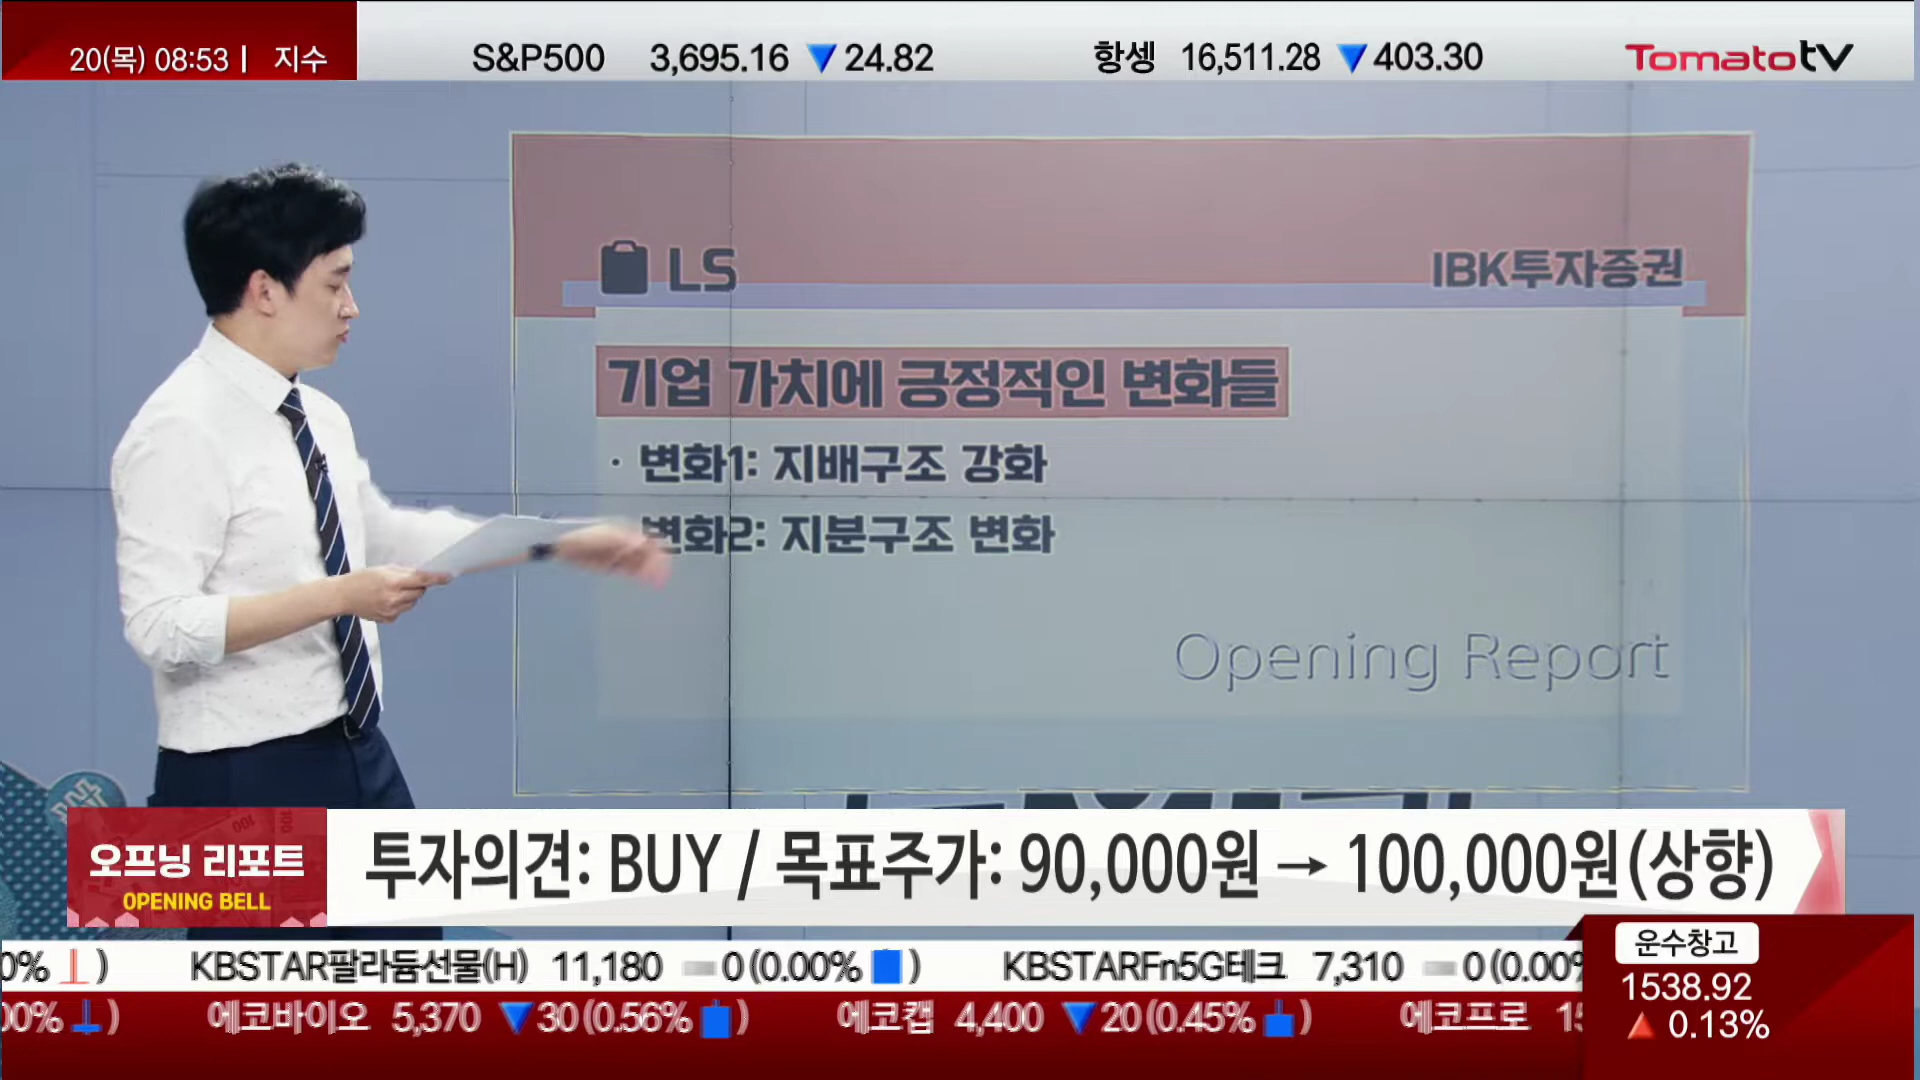 20(목) 08:53 | 지수
S&P500 3,695.16 ▼ 24.82 항셍 16,511.28 ▼ 403.30
Tomatotv
LS
IBK투자증권
기업 가치에 긍정적인 변화들
· 변화1: 지배구조 강화
변화2: 지분구조 변화
Opening Report
오프닝 리포트
OPENING BELL
투자의견: BUY / 목표주가: 90,000원 → 100,000원(상향)
0% ) KBSTAR팔라듐선물(H) 11,180 0(0.00% ) KBSTARFn5G테크 7,310 0(0.00%
00% ) 에코바이오 5,370 ▼ 30(0.56% ) 에코캡 4,400 ▼ 20(0.45% ) 에코프로
운수창고
1538.92
▲ 0.13%